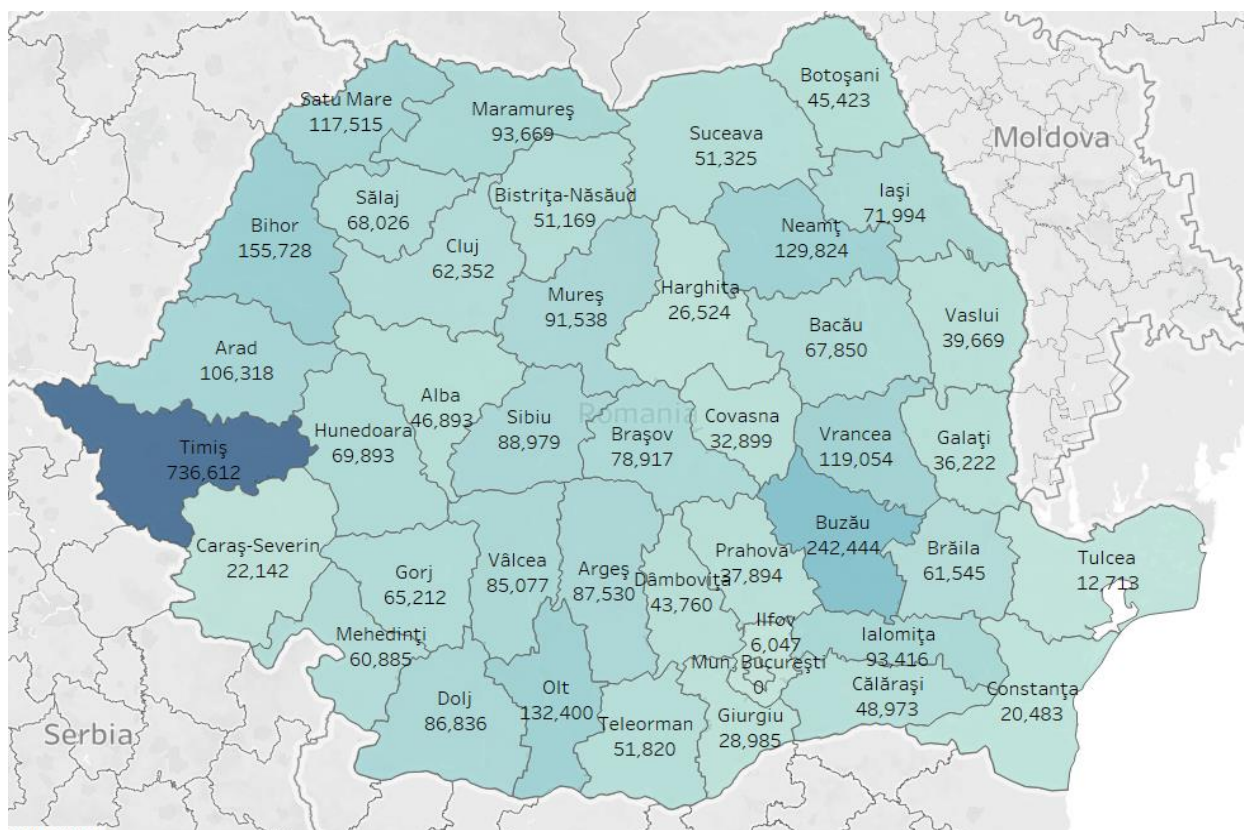 Botoşani
45,423
Satu Mare
117,515
Maramureş
93,669
Suceava
51,325
Moldova
Sălaj
68,026
Bistriţa-Năsăud
51,169
Iaşi
71,994
Bihor
155,728
Cluj
62,352
Neamţ
129,824
Mureş
91,538
Harghita
26,524
Vaslui
39,669
Bacău
67,850
Arad
106,318
Alba
46,893
Sibiu
88,979
Romania
Braşov
78,917
Covasna
32,899
Hunedoara
69,893
Vrancea
119,054
Galaţi
36,222
Timiş
736,612
Buzău
242,444
Caraş-Severin
22,142
Gorj
65,212
Vâlcea
85,077
Argeş
87,530
Dâmboviţa
43,760
Prahova
37,894
Brăila
61,545
Tulcea
12,713
Mehedinţi
60,885
Ilfov
6,047
Ialomiţa
93,416
Mun. Bucureşti
0
Călăraşi
48,973
Constanţa
20,483
Dolj
86,836
Olt
132,400
Teleorman
51,820
Giurgiu
28,985
Serbia